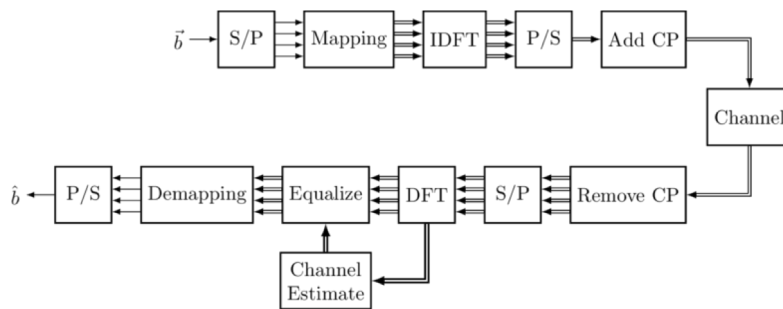 b⃗
S/P
Mapping
IDFT
P/S
Add CP
Channel
b̂
P/S
Demapping
Equalize
DFT
S/P
Remove CP
Channel
Estimate